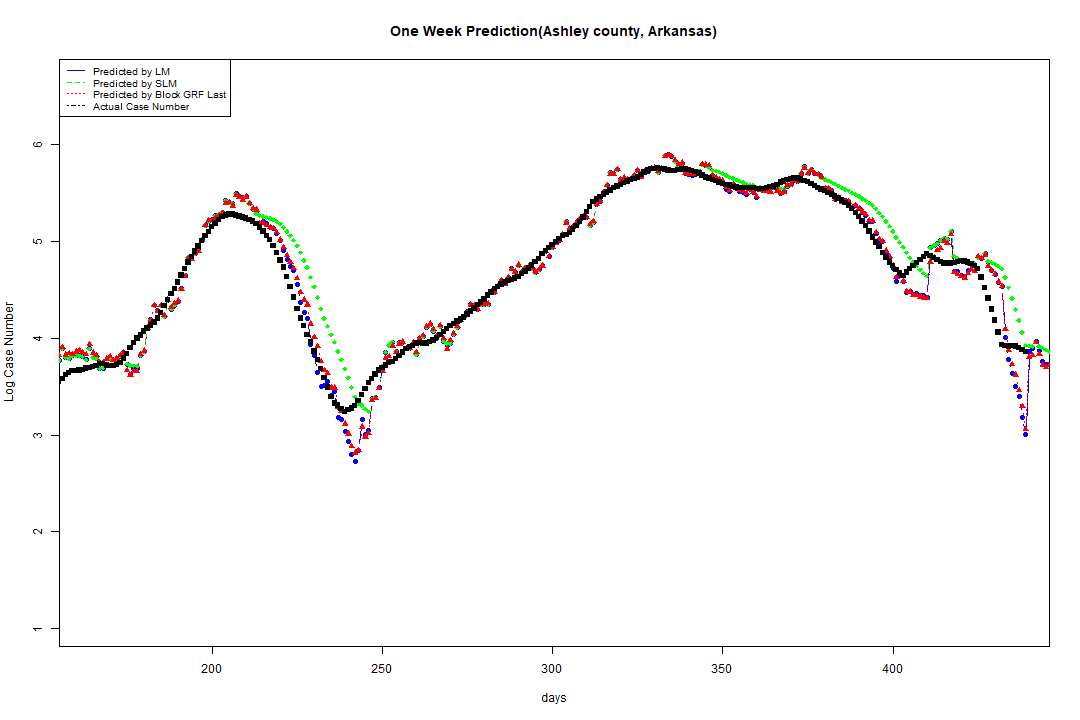 One Week Prediction(Ashley county, Arkansas)
Predicted by LM
Predicted by SLM
Predicted by Block GRF Last
Actual Case Number
6
5
4
3
2
1
Log Case Number
200
250
300
350
400
days